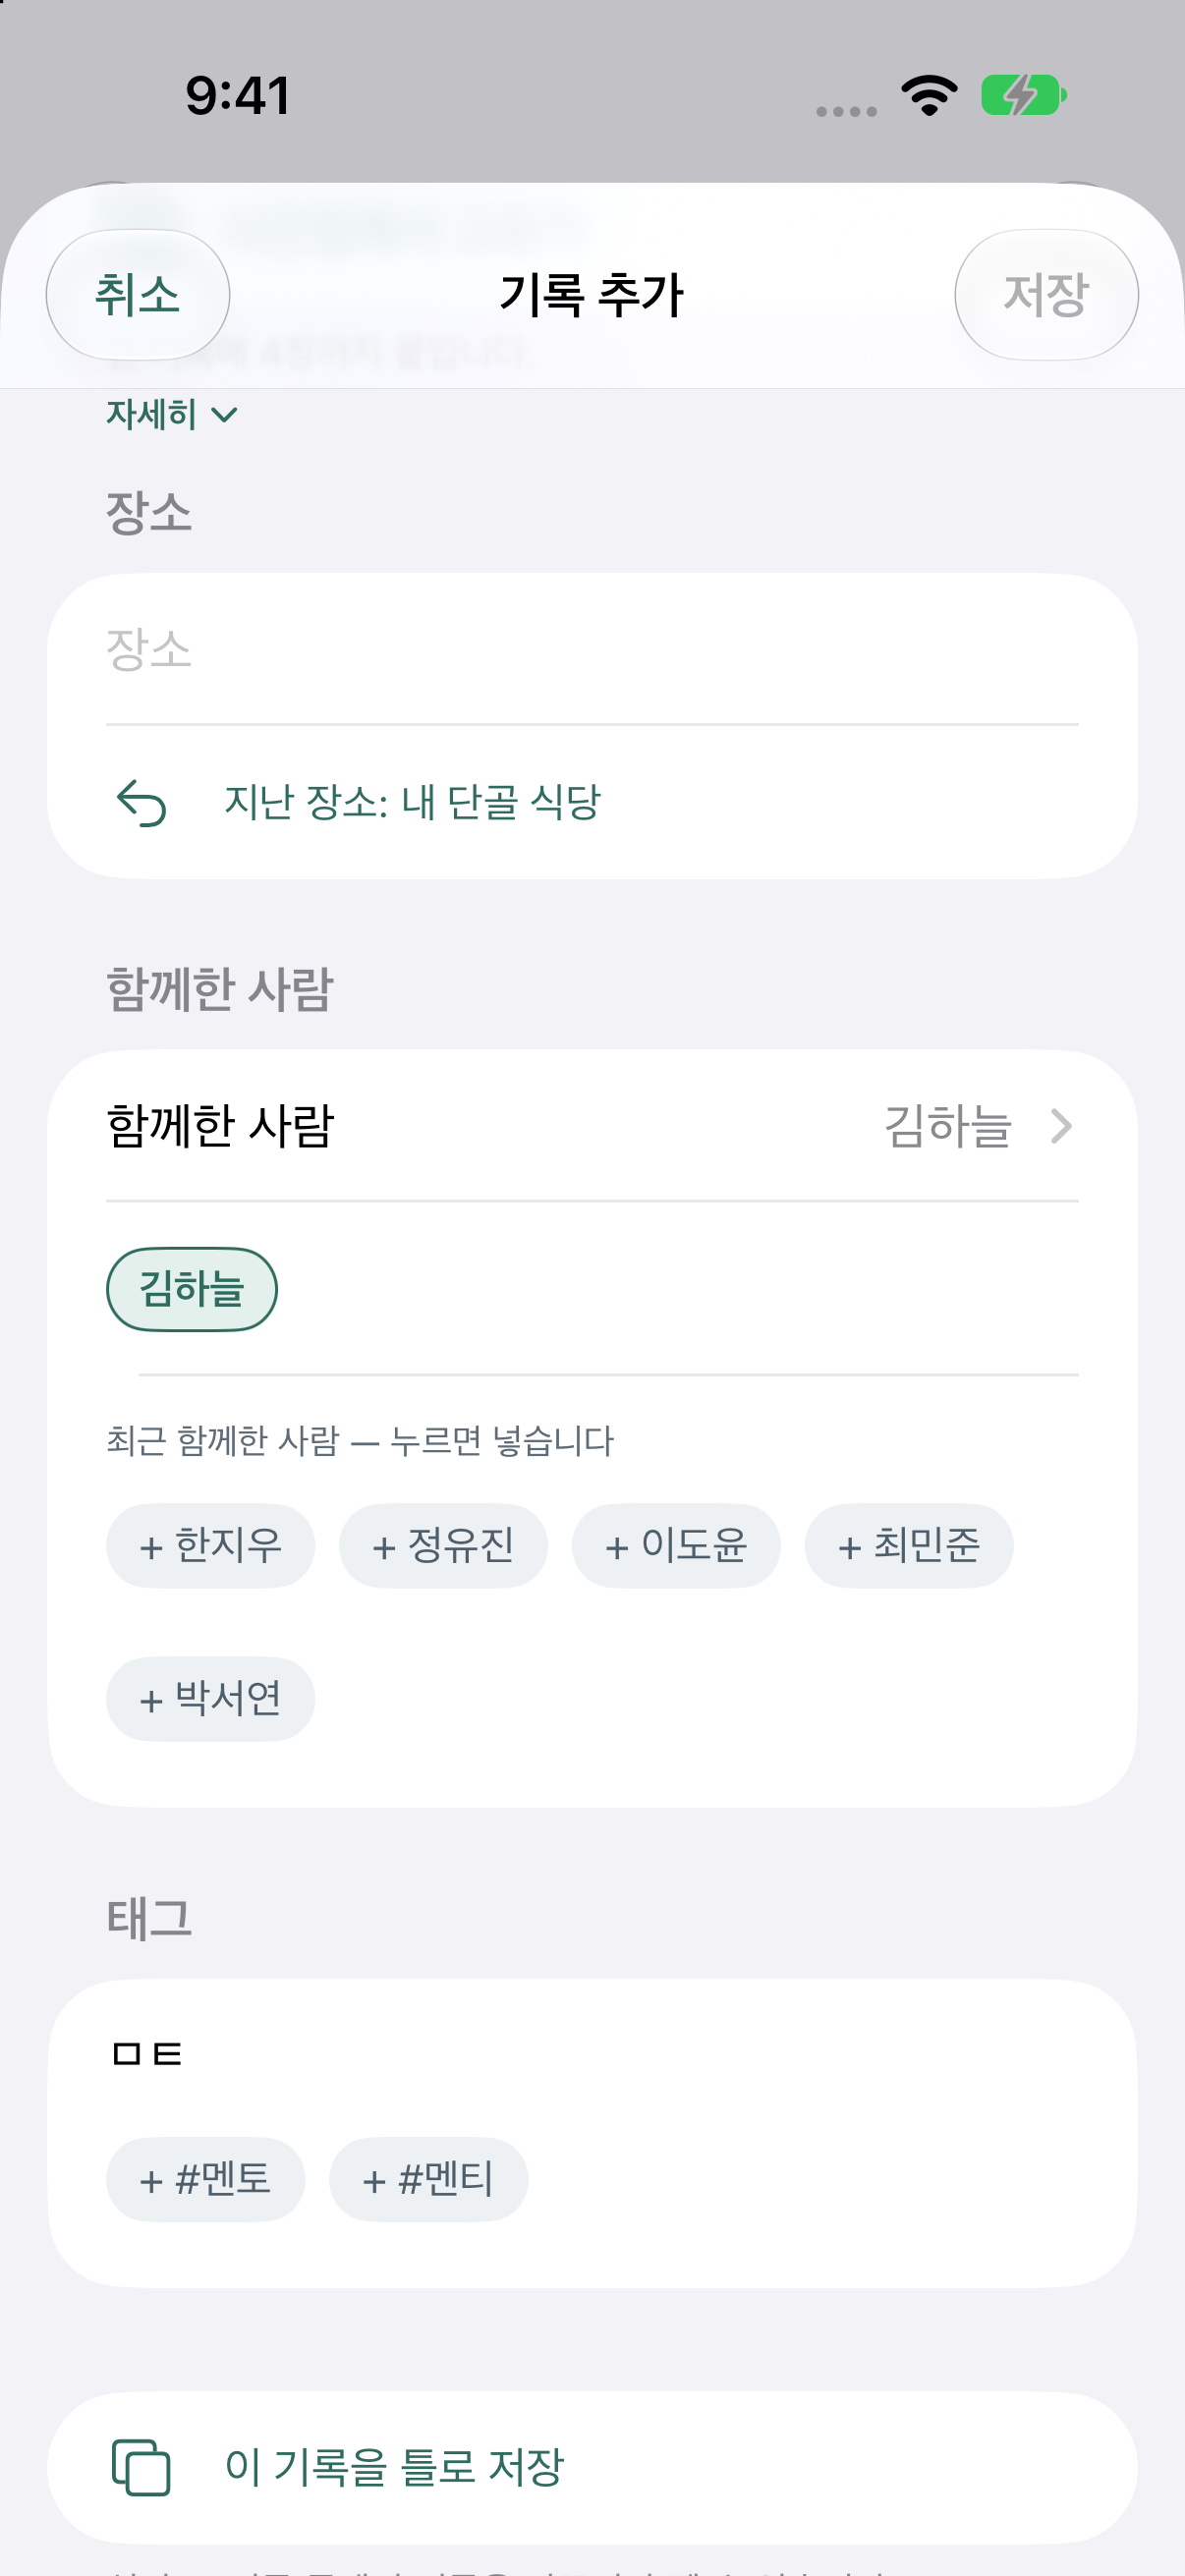 9:41
취소
기록 추가
저장
자세히
장소
장소
지난 장소: 내 단골 식당
함께한 사람
함께한 사람
김하늘
김하늘
최근 함께한 사람 — 누르면 넣습니다
+ 한지우
+ 정유진
+ 이도윤
+ 최민준
+ 박서연
태그
ㅁㅌ
+ #멘토
+ #멘티
이 기록을 틀로 저장